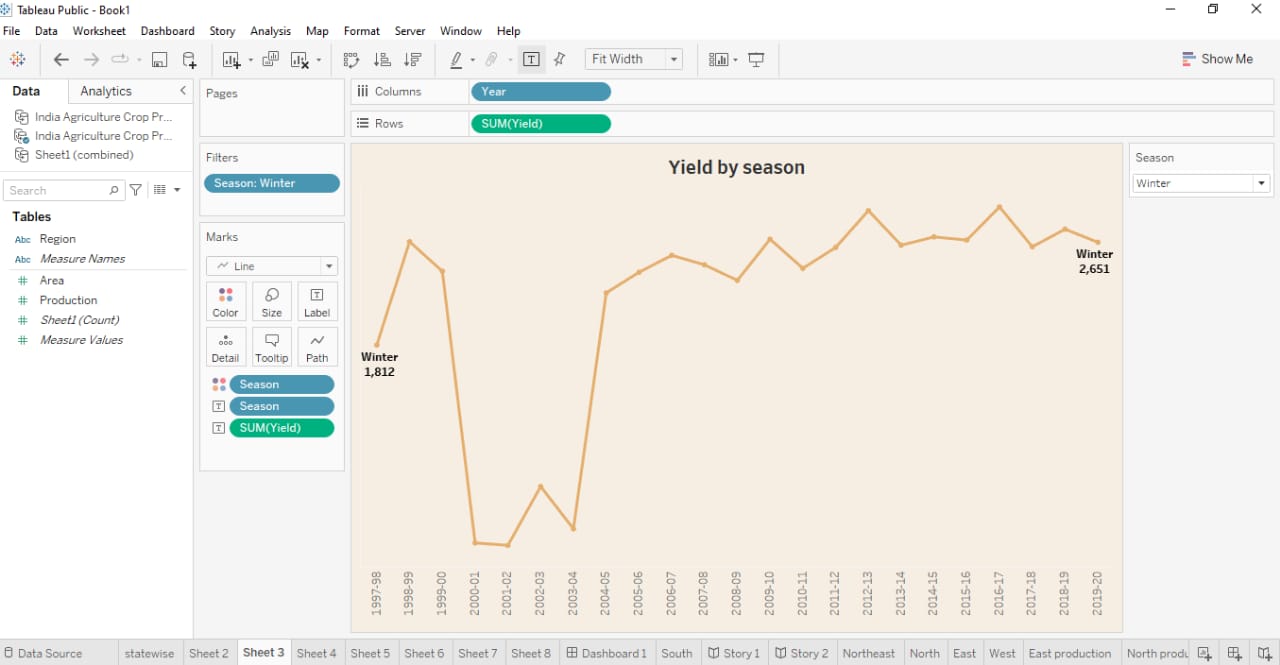 Tableau Public - Book1
File Data Worksheet Dashboard Story Analysis Map Format Server Window Help
Fit Width
Show Me
Data Analytics
India Agriculture Crop Pr...
India Agriculture Crop Pr...
Sheet1 (combined)
Search
Tables
Abc Region
Abc Measure Names
# Area
# Production
# Sheet1 (Count)
# Measure Values
Pages
Filters
Season: Winter
Marks
Line
Color Size Label
Detail Tooltip Path
Season
Season
SUM(Yield)
Columns Year
Rows SUM(Yield)
Yield by season
Winter
1,812
Winter
2,651
1997-98
1998-99
1999-00
2000-01
2001-02
2002-03
2003-04
2004-05
2005-06
2006-07
2007-08
2008-09
2009-10
2010-11
2011-12
2012-13
2013-14
2014-15
2015-16
2016-17
2017-18
2018-19
2019-20
Season
Winter
Data Source statewise Sheet 2 Sheet 3 Sheet 4 Sheet 5 Sheet 6 Sheet 7 Sheet 8 Dashboard 1 South Story 1 Story 2 Northeast North East West East production North produ